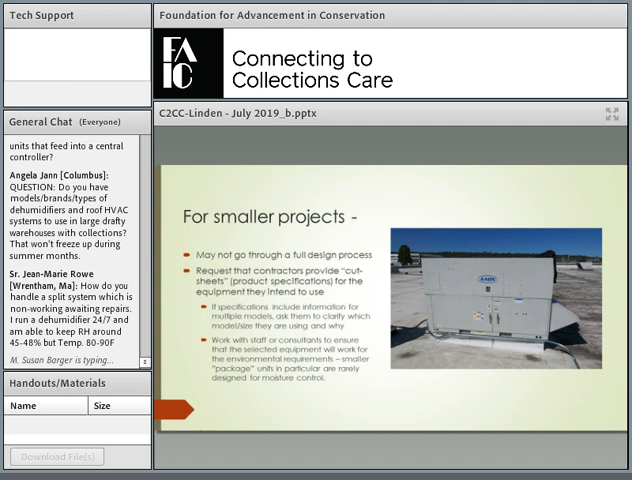 Tech Support
Foundation for Advancement in Conservation
FAIC
Connecting to
Collections Care
General Chat (Everyone)
units that feed into a central
controller?
Angela Jann [Columbus]:
QUESTION: Do you have
models/brands/types of
dehumidifiers and roof HVAC
systems to use in large drafty
warehouses with collections?
That won't freeze up during
summer months.
Sr. Jean-Marie Rowe
[Wrentham, Ma]: How do you
handle a split system which is
non-working awaiting repairs.
I run a dehumidifier 24/7 and
am able to keep RH around
45-48% but Temp. 80-90F
M. Susan Barger is typing...
Handouts/Materials
Name Size
Download File(s)
C2CC-Linden - July 2019_b.pptx
For smaller projects -
May not go through a full design process
Request that contractors provide "cut-
sheets" (product specifications) for the
equipment they intend to use
If specifications include information for
multiple models, ask them to clarify which
model/size they are using and why
Work with staff or consultants to ensure
that the selected equipment will work for
the environmental requirements – smaller
"package" units in particular are rarely
designed for moisture control.
AAON